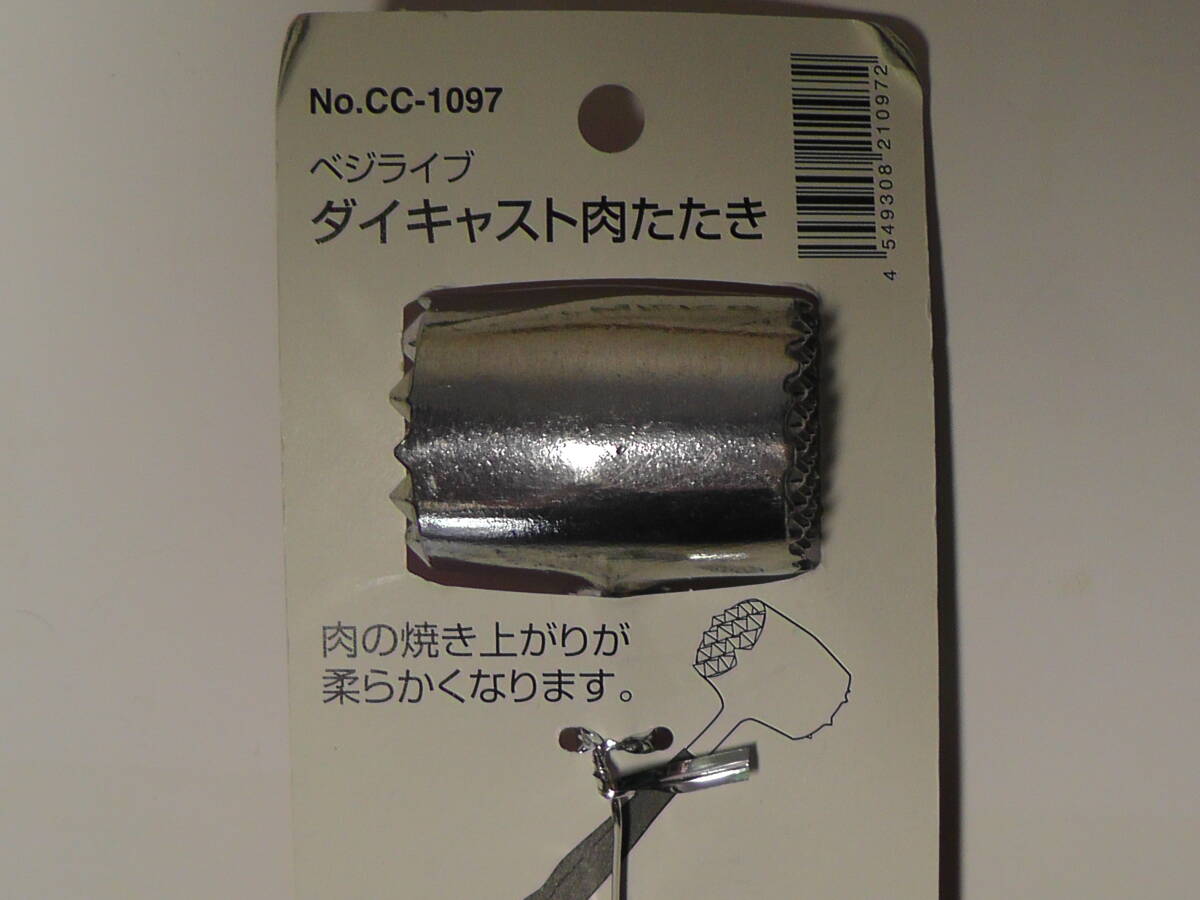 No.CC-1097
ベジライブ
ダイキャスト肉たたき
4 549308 210972
肉の焼き上がりが
柔らかくなります。